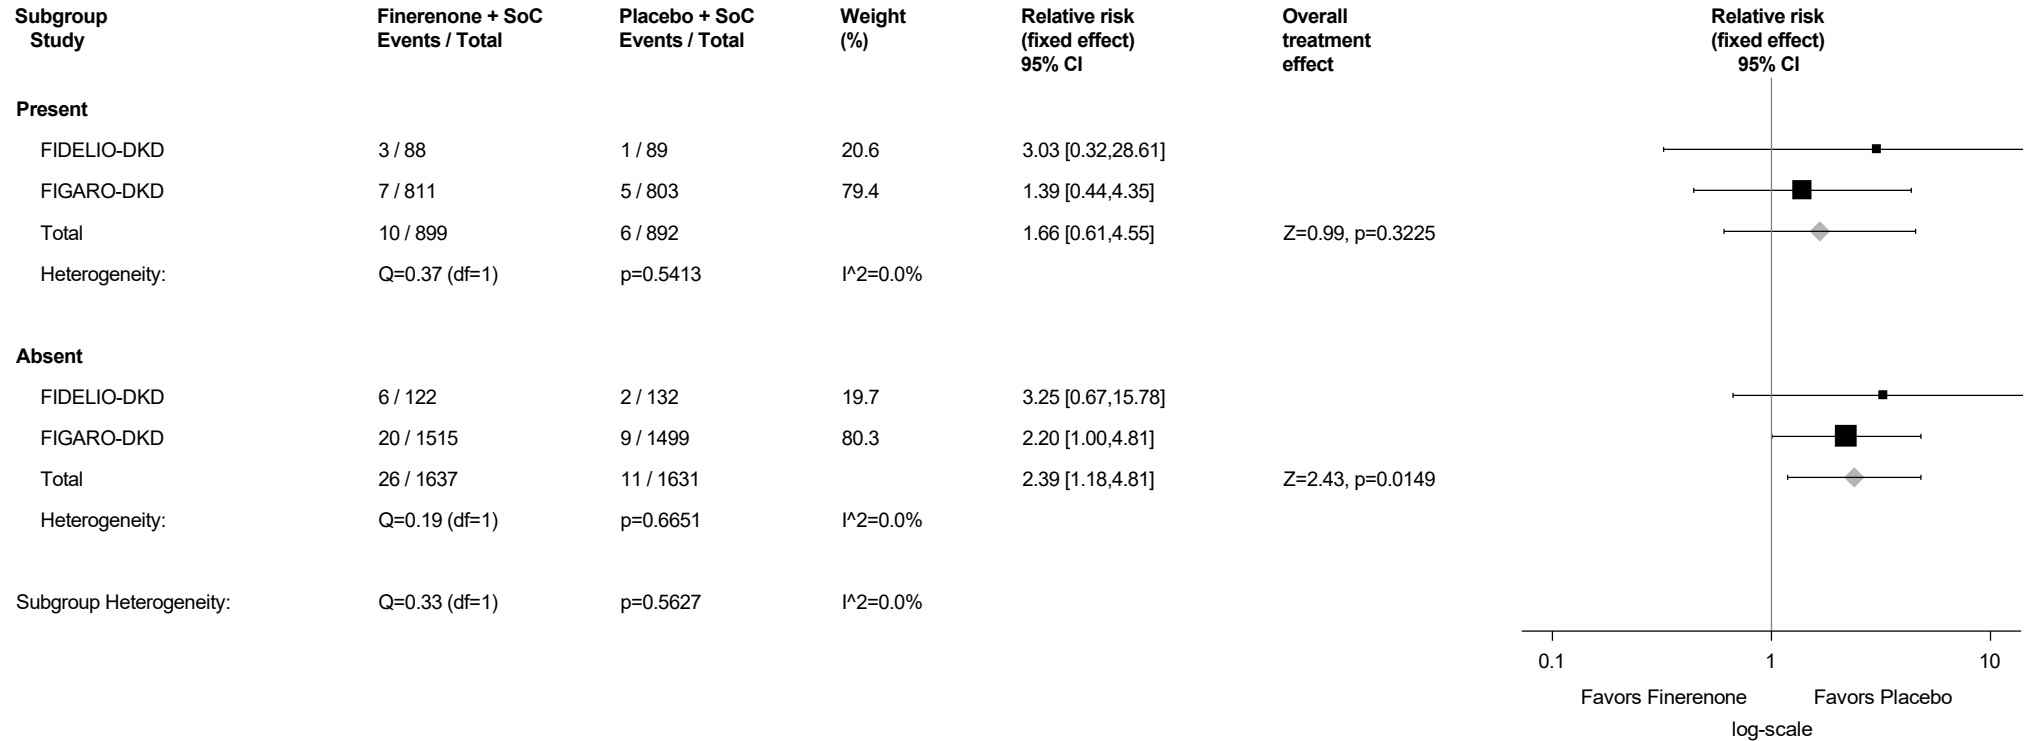 Subgroup Finerenone + SoC Placebo + SoC Weight Relative risk Overall Relative risk
Study Events / Total Events / Total (%) (fixed effect) treatment (fixed effect)
95% CI effect 95% CI
Present
FIDELIO-DKD 3 / 88 1 / 89 20.6 3.03 [0.32,28.61]
FIGARO-DKD 7 / 811 5 / 803 79.4 1.39 [0.44,4.35]
Total 10 / 899 6 / 892 1.66 [0.61,4.55] Z=0.99, p=0.3225
Heterogeneity: Q=0.37 (df=1) p=0.5413 I^2=0.0%
Absent
FIDELIO-DKD 6 / 122 2 / 132 19.7 3.25 [0.67,15.78]
FIGARO-DKD 20 / 1515 9 / 1499 80.3 2.20 [1.00,4.81]
Total 26 / 1637 11 / 1631 2.39 [1.18,4.81] Z=2.43, p=0.0149
Heterogeneity: Q=0.19 (df=1) p=0.6651 I^2=0.0%
Subgroup Heterogeneity: Q=0.33 (df=1) p=0.5627 I^2=0.0%
0.1 1 10
Favors Finerenone Favors Placebo
log-scale